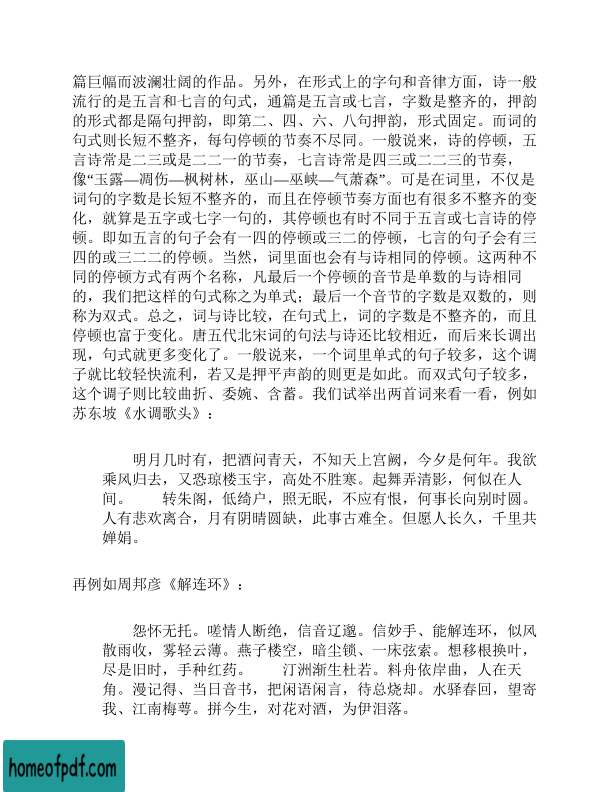 篇巨幅而波澜壮阔的作品。另外，在形式上的字句和音律方面，诗一般
流行的是五言和七言的句式，通篇是五言或七言，字数是整齐的，押韵
的形式都是隔句押韵，即第二、四、六、八句押韵，形式固定。而词的
句式则长短不整齐，每句停顿的节奏不尽同。一般说来，诗的停顿，五
言诗常是二三或是二二一的节奏，七言诗常是四三或二二三的节奏，
像“玉露—凋伤—枫树林，巫山—巫峡—气萧森”。可是在词里，不仅是
词句的字数是长短不整齐的，而且在停顿节奏方面也有很多不整齐的变
化，就算是五字或七字一句的，其停顿也有时不同于五言或七言诗的停
顿。即如五言的句子会有一四的停顿或三二的停顿，七言的句子会有三
四的或三二二的停顿。当然，词里面也会有与诗相同的停顿。这两种不
同的停顿方式有两个名称，凡最后一个停顿的音节是单数的与诗相同
的，我们把这样的句式称之为单式；最后一个音节的字数是双数的，则
称为双式。总之，词与诗比较，在句式上，词的字数是不整齐的，而且
停顿也富于变化。唐五代北宋词的句法与诗还比较相近，而后来长调出
现，句式就更多变化了。一般说来，一个词里单式的句子较多，这个调
子就比较轻快流利，若又是押平声韵的则更是如此。而双式句子较多，
这个调子则比较曲折、委婉、含蓄。我们试举出两首词来看一看，例如
苏东坡《水调歌头》：
明月几时有，把酒问青天，不知天上宫阙，今夕是何年。我欲
乘风归去，又恐琼楼玉宇，高处不胜寒。起舞弄清影，何似在人
间。　　转朱阁，低绮户，照无眠，不应有恨，何事长向别时圆。
人有悲欢离合，月有阴晴圆缺，此事古难全。但愿人长久，千里共
婵娟。
再例如周邦彦《解连环》：
怨怀无托。嗟情人断绝，信音辽邈。信妙手、能解连环，似风
散雨收，雾轻云薄。燕子楼空，暗尘锁、一床弦索。想移根换叶，
尽是旧时，手种红药。　　汀洲渐生杜若。料舟依岸曲，人在天
角。漫记得、当日音书，把闲语闲言，待总烧却。水驿春回，望寄
我、江南梅萼。拼今生，对花对酒，为伊泪落。
homeofpdf.com